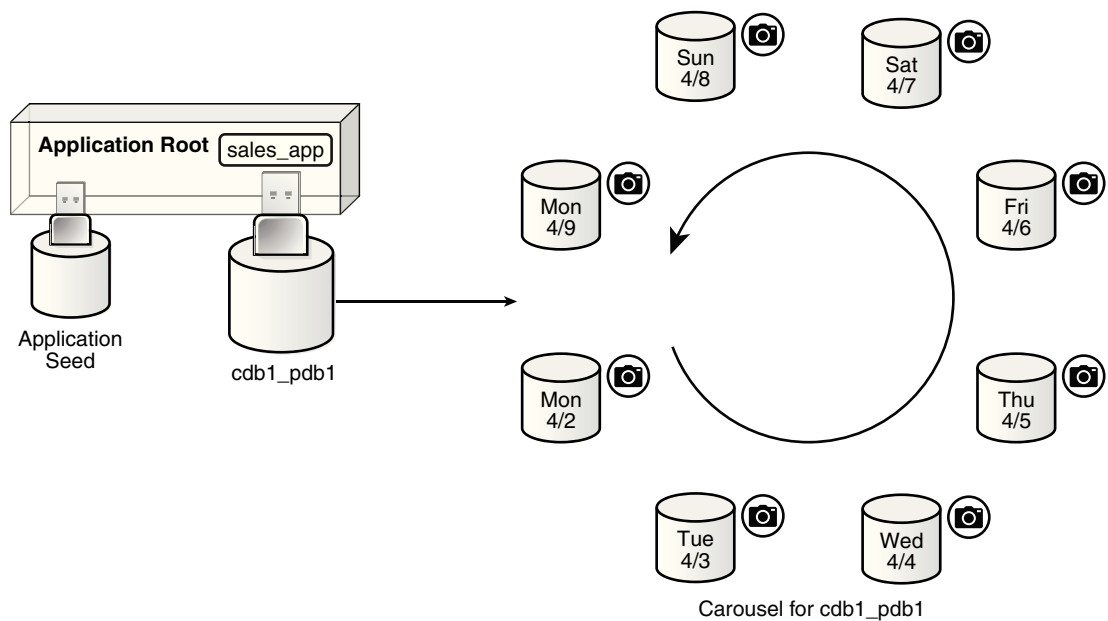 Application Root
sales_app
Application
Seed
cdb1_pdb1
Sun
4/8
Sat
4/7
Mon
4/9
Fri
4/6
Mon
4/2
Thu
4/5
Tue
4/3
Wed
4/4
Carousel for cdb1_pdb1